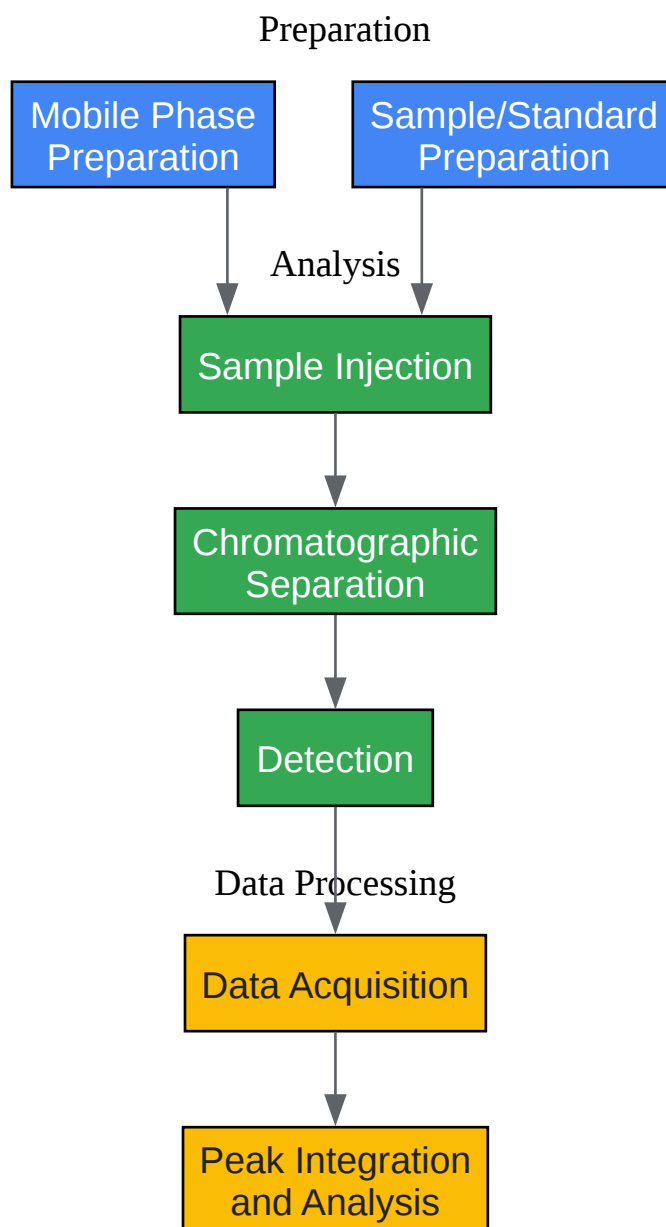 Preparation
Mobile Phase
Preparation
Sample/Standard
Preparation
Analysis
Sample Injection
Chromatographic
Separation
Detection
Data Processing
Data Acquisition
Peak Integration
and Analysis